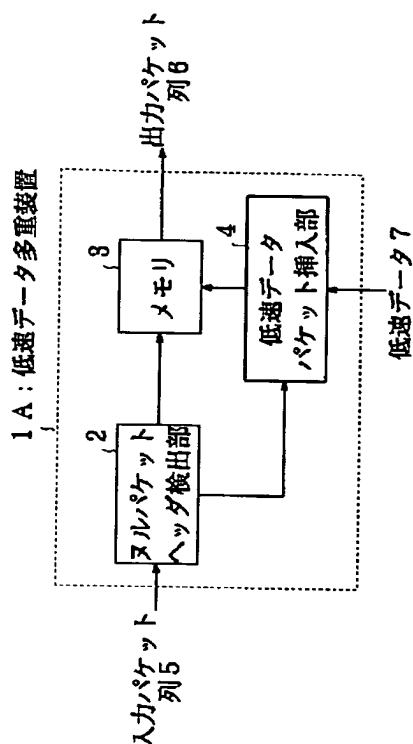 1A：低速データ多重装置
入力パケット
列5
2
ヌルパケット
ヘッダ検出部
3
メモリ
出力パケット
列6
4
低速データ
パケット挿入部
低速データ7